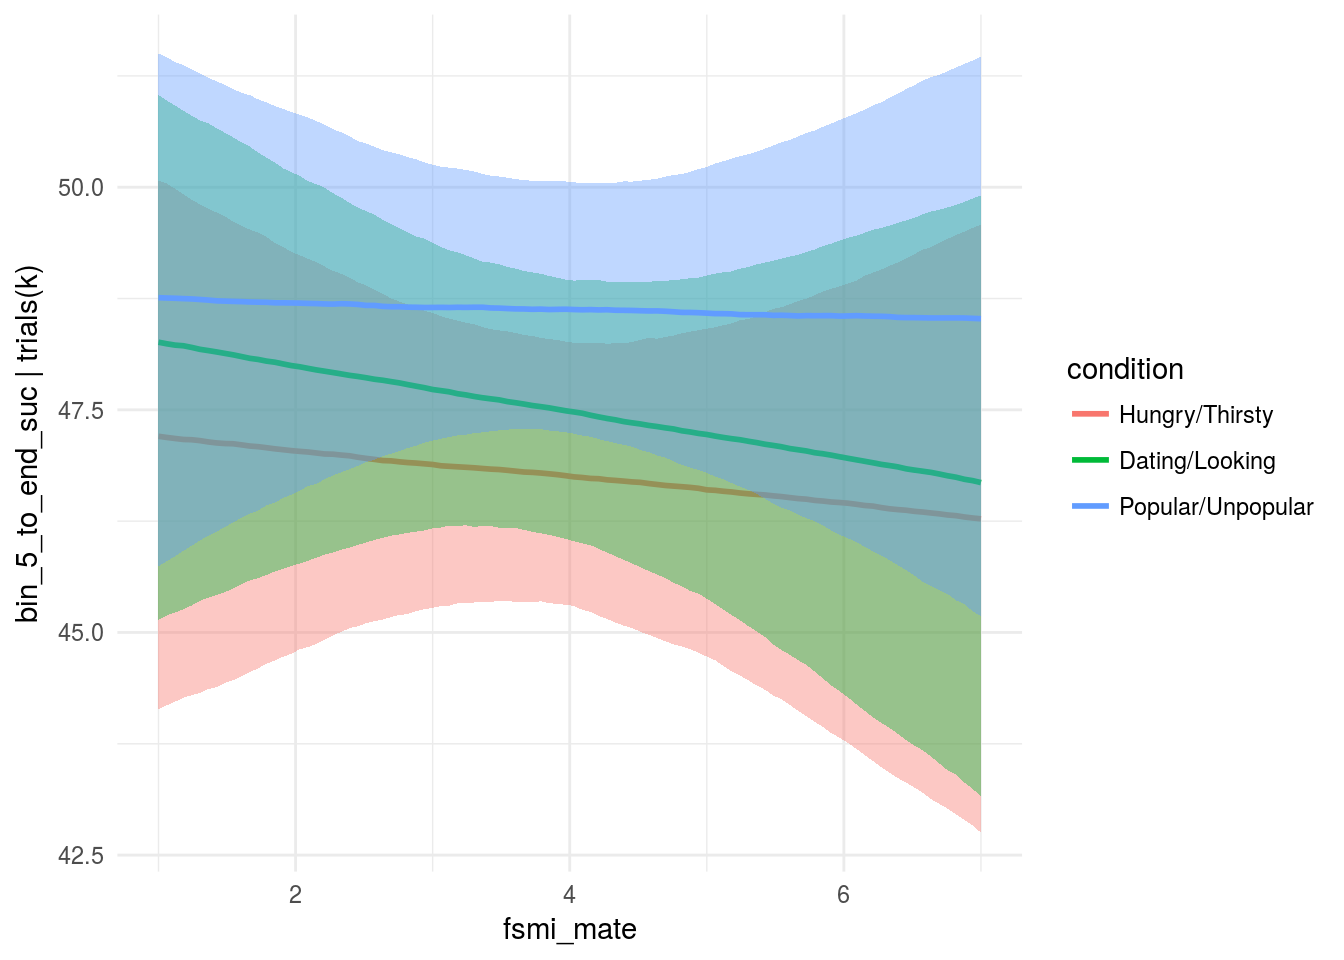 bin_5_to_end_suc | trials(k)
50.0
47.5
45.0
42.5
2
4
6
fsmi_mate
condition
Hungry/Thirsty
Dating/Looking
Popular/Unpopular